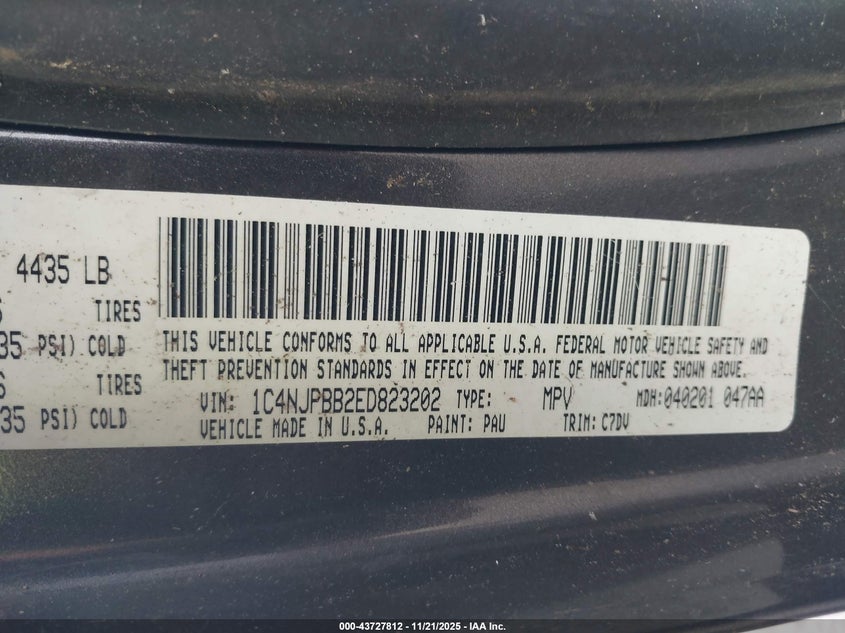 4435 LB
TIRES
35 PSI) COLD
TIRES
35 PSI) COLD
THIS VEHICLE CONFORMS TO ALL APPLICABLE U.S.A. FEDERAL MOTOR VEHICLE SAFETY AND
THEFT PREVENTION STANDARDS IN EFFECT ON THE DATE OF MANUFACTURE SHOWN ABOVE.
VIN: 1C4NJPBB2ED823202 TYPE: MPV MDH: 040201 047AA
VEHICLE MADE IN U.S.A. PAINT: PAU TRIM: C7DV
000-43727812 - 11/21/2025 - IAA Inc.